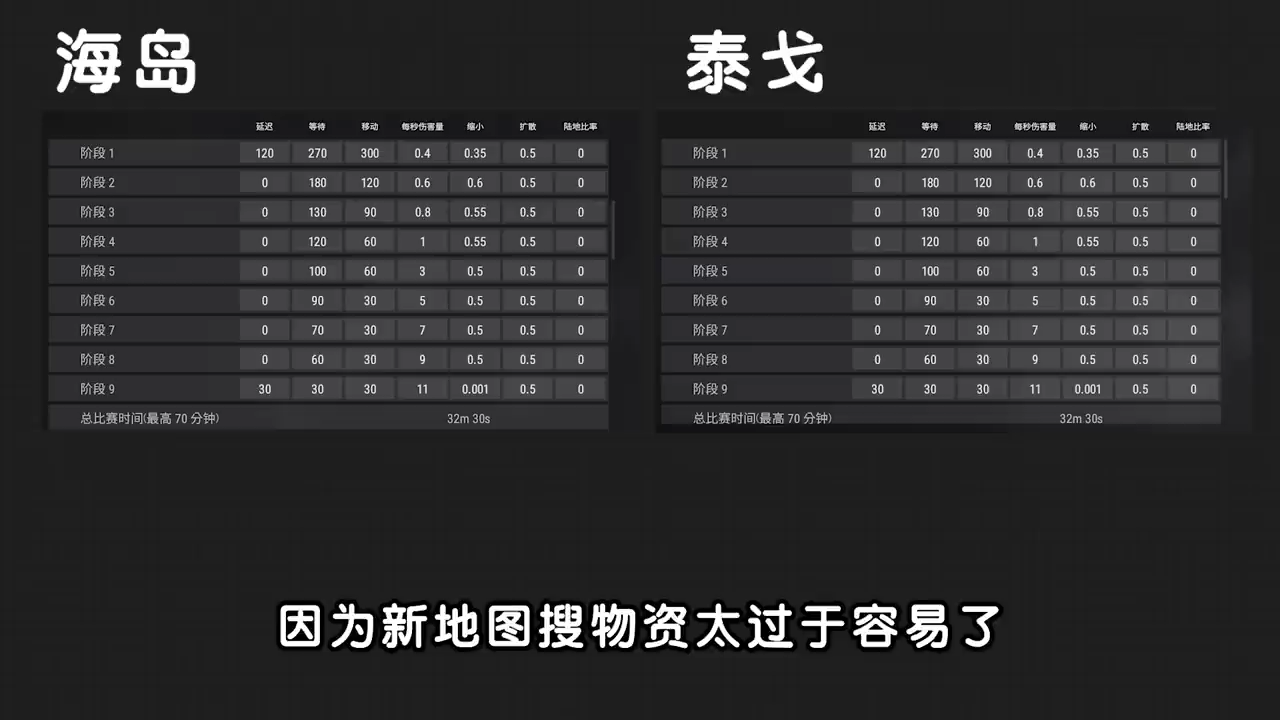 海岛
延迟 等待 移动 每秒伤害量 缩小 扩散 陆地比率
阶段 1 120 270 300 0.4 0.35 0.5 0
阶段 2 0 180 120 0.6 0.6 0.5 0
阶段 3 0 130 90 0.8 0.55 0.5 0
阶段 4 0 120 60 1 0.55 0.5 0
阶段 5 0 100 60 3 0.5 0.5 0
阶段 6 0 90 30 5 0.5 0.5 0
阶段 7 0 70 30 7 0.5 0.5 0
阶段 8 0 60 30 9 0.5 0.5 0
阶段 9 30 30 30 11 0.001 0.5 0
总比赛时间(最高 70 分钟) 32m 30s
泰戈
延迟 等待 移动 每秒伤害量 缩小 扩散 陆地比率
阶段 1 120 270 300 0.4 0.35 0.5 0
阶段 2 0 180 120 0.6 0.6 0.5 0
阶段 3 0 130 90 0.8 0.55 0.5 0
阶段 4 0 120 60 1 0.55 0.5 0
阶段 5 0 100 60 3 0.5 0.5 0
阶段 6 0 90 30 5 0.5 0.5 0
阶段 7 0 70 30 7 0.5 0.5 0
阶段 8 0 60 30 9 0.5 0.5 0
阶段 9 30 30 30 11 0.001 0.5 0
总比赛时间(最高 70 分钟) 32m 30s
因为新地图搜物资太过于容易了